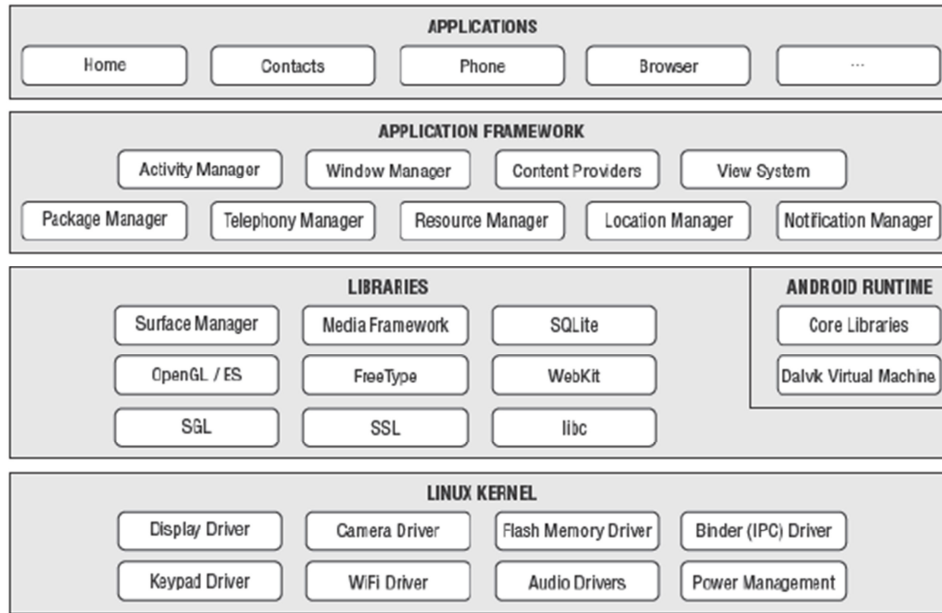 APPLICATIONS
Home Contacts Phone Browser ...
APPLICATION FRAMEWORK
Activity Manager Window Manager Content Providers View System
Package Manager Telephony Manager Resource Manager Location Manager Notification Manager
LIBRARIES
Surface Manager Media Framework SQLite
OpenGL / ES FreeType WebKit
SGL SSL libc
ANDROID RUNTIME
Core Libraries
Dalvik Virtual Machine
LINUX KERNEL
Display Driver Camera Driver Flash Memory Driver Binder (IPC) Driver
Keypad Driver WiFi Driver Audio Drivers Power Management